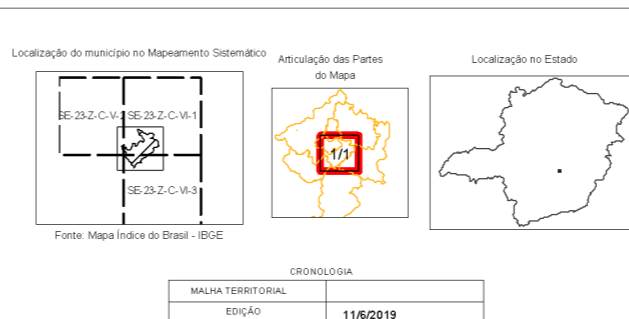 Localização do município no Mapeamento Sistemático
Articulação das Partes
do Mapa
Localização no Estado
SE-23-Z-C-V-2
SE-23-Z-C-VI-1
1/1
SE-23-Z-C-VI-3
Fonte: Mapa Índice do Brasil - IBGE
CRONOLOGIA
MALHA TERRITORIAL
EDIÇÃO
11/6/2019